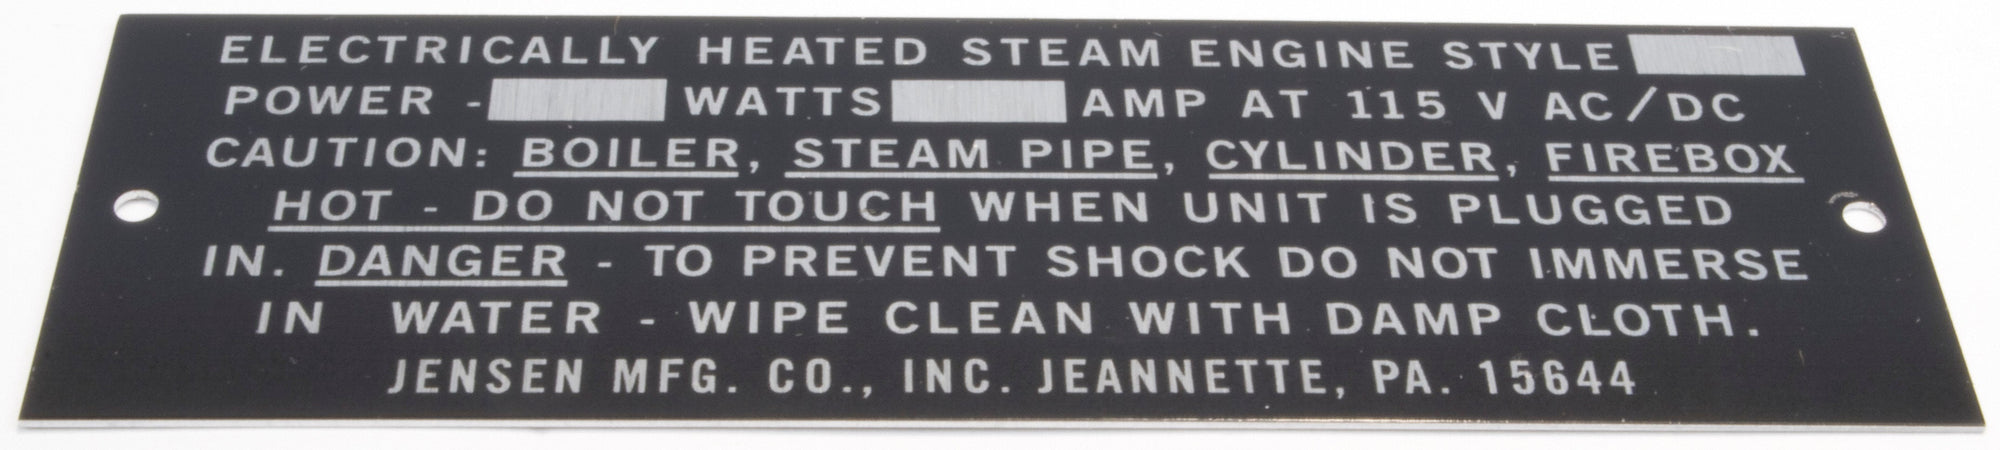 ELECTRICALLY HEATED STEAM ENGINE STYLE
POWER - WATTS AMP AT 115 V AC/DC
CAUTION: BOILER, STEAM PIPE, CYLINDER, FIREBOX
HOT - DO NOT TOUCH WHEN UNIT IS PLUGGED
IN. DANGER - TO PREVENT SHOCK DO NOT IMMERSE
IN WATER - WIPE CLEAN WITH DAMP CLOTH.
JENSEN MFG. CO., INC. JEANNETTE, PA. 15644